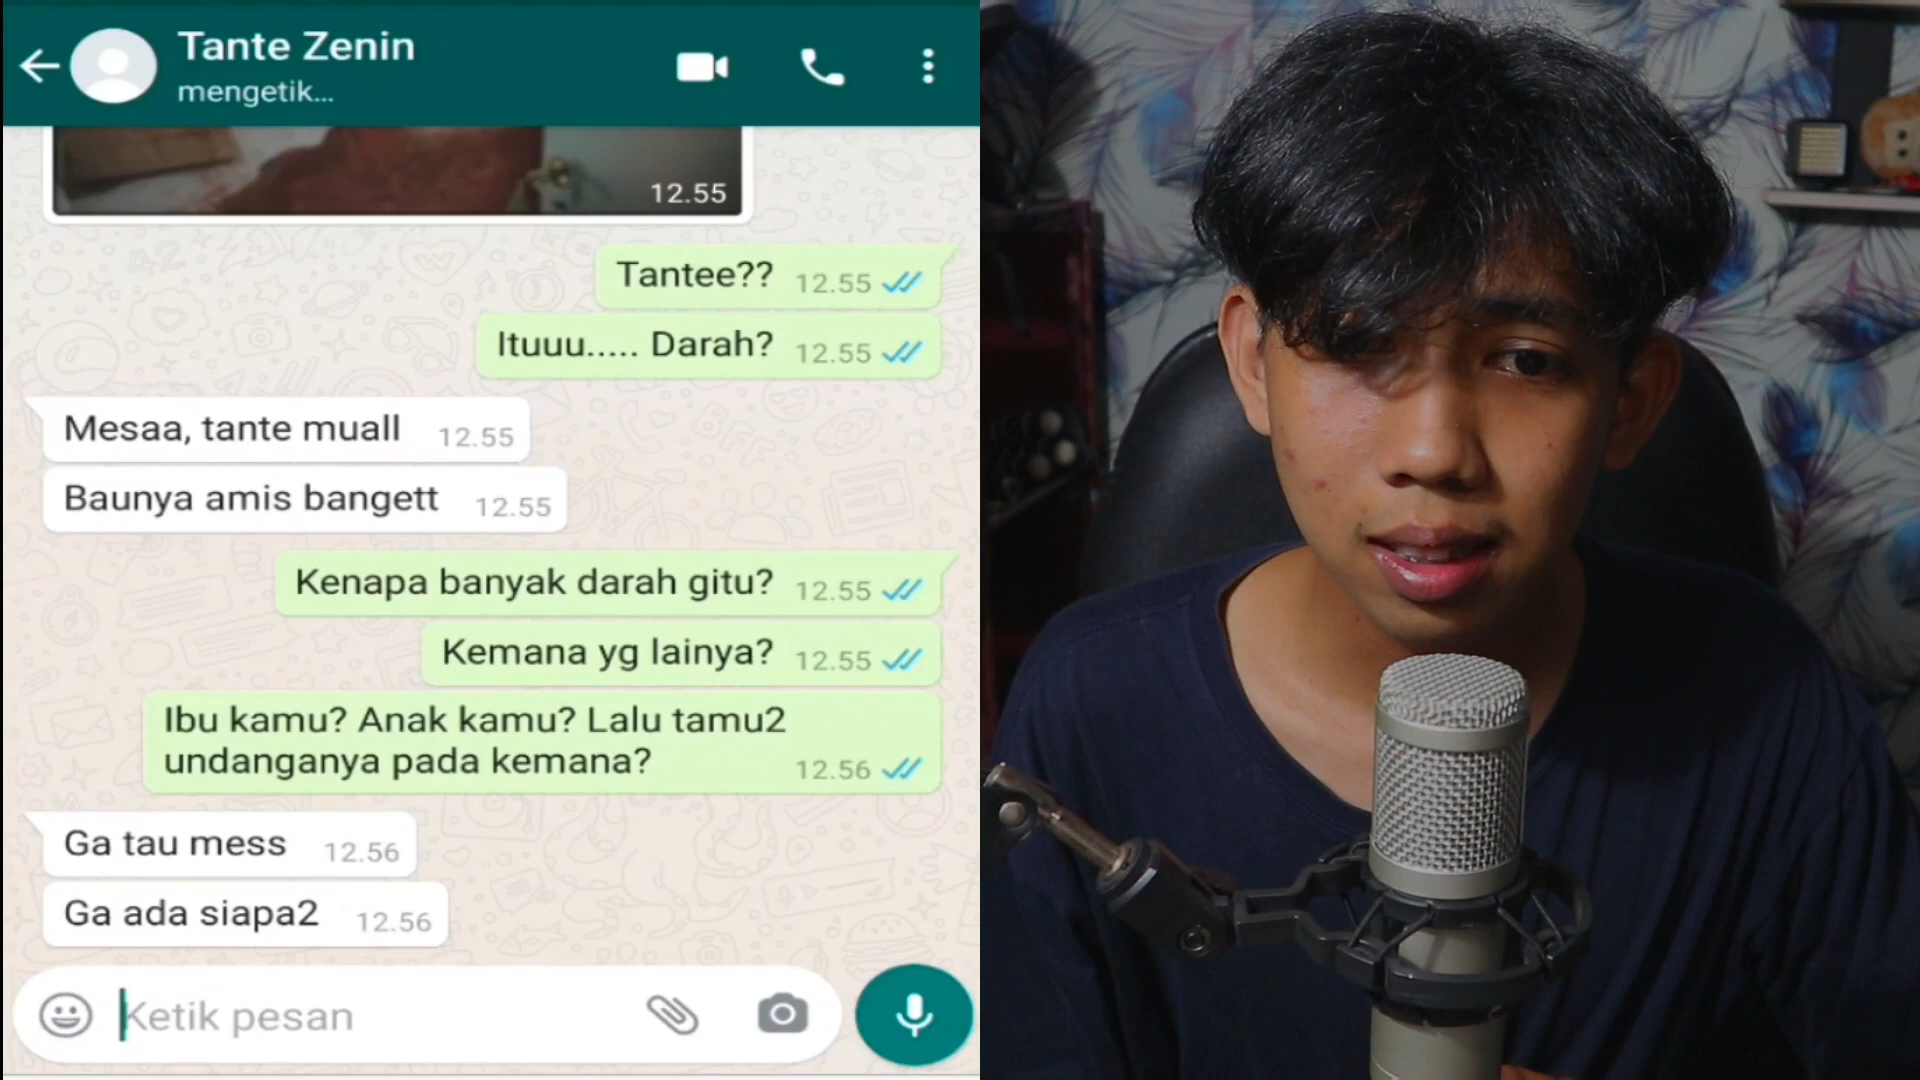 Tante Zenin
mengetik...
12.55
Tantee?? 12.55
Ituuu..... Darah? 12.55
Mesaa, tante muall 12.55
Baunya amis bangett 12.55
Kenapa banyak darah gitu? 12.55
Kemana yg lainya? 12.55
Ibu kamu? Anak kamu? Lalu tamu2
undanganya pada kemana? 12.56
Ga tau mess 12.56
Ga ada siapa2 12.56
Ketik pesan